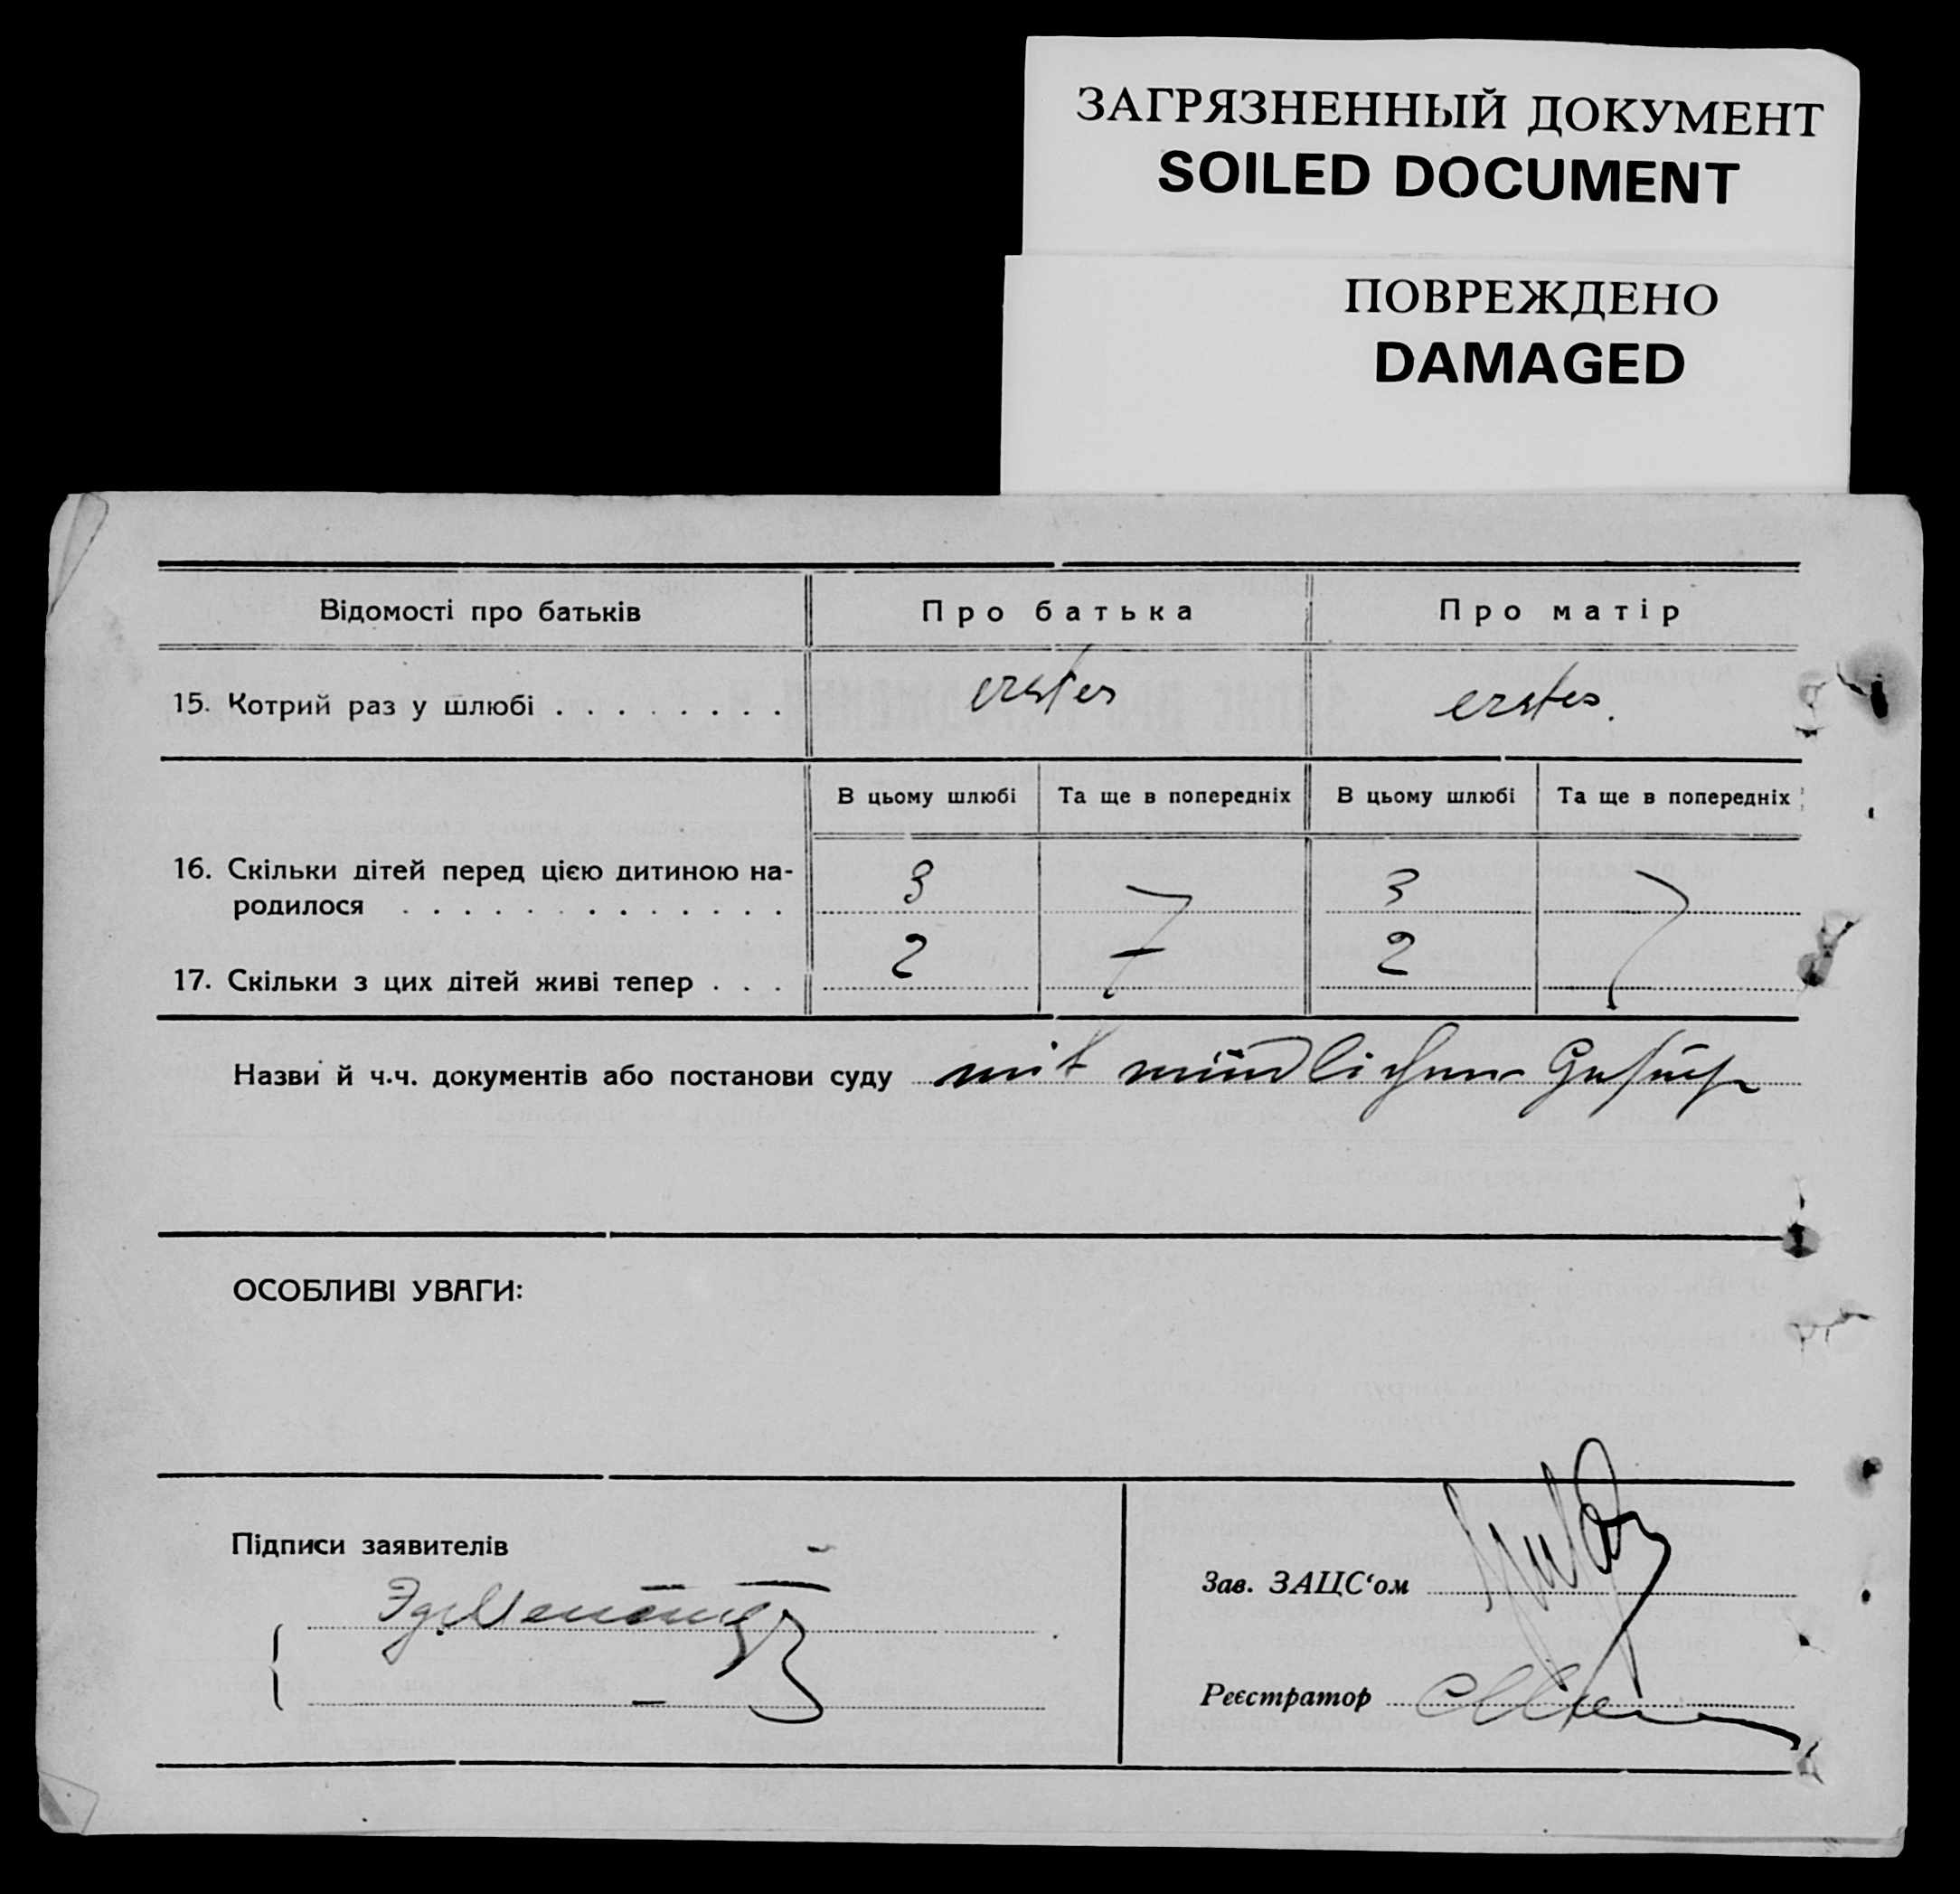 ЗАГРЯЗНЕННЫЙ ДОКУМЕНТ
SOILED DOCUMENT
ПОВРЕЖДЕНО
DAMAGED
Відомості про батьків Про батька Про матір
15. Котрий раз у шлюбі . . . . . . . . erstes erstes.
В цьому шлюбі Та ще в попередніх В цьому шлюбі Та ще в попередніх
16. Скільки дітей перед цією дитиною на-
родилося . . . . . . . . . . . . . 3 3
17. Скільки з цих дітей живі тепер . . . 2 2
Назви й ч.ч. документів або постанови суду mit mündlichem Gesuch
ОСОБЛИВІ УВАГИ:
Підписи заявителів
Зав. ЗАЦС'ом
Реєстратор